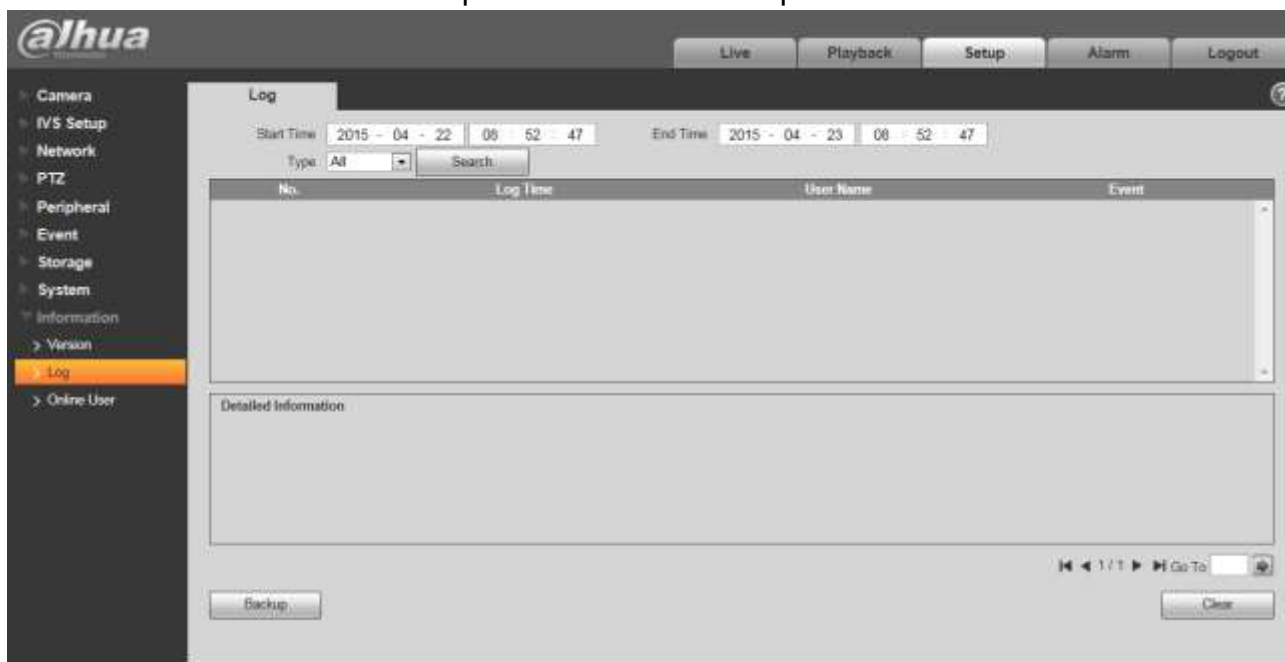 alhua
Live Playback Setup Alarm Logout
Camera
IVS Setup
Network
PTZ
Peripheral
Event
Storage
System
Information
> Version
> Log
> Online User
Log
Start Time 2015 - 04 - 22 08 : 52 : 47 End Time 2015 - 04 - 23 08 : 52 : 47
Type All Search
No. Log Time User Name Event
Detailed Information
1 / 1 Go To
Backup Clear